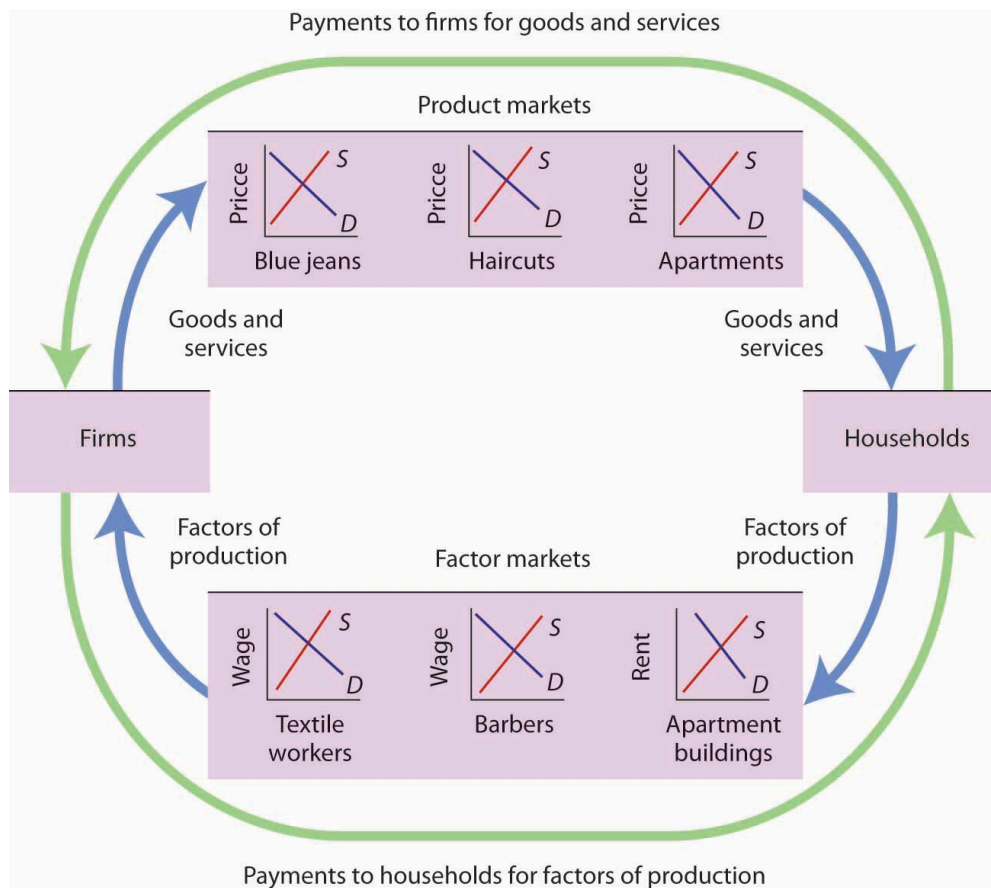 Payments to firms for goods and services
Product markets
Pricce
S
D
Blue jeans
Pricce
S
D
Haircuts
Pricce
S
D
Apartments
Goods and
services
Goods and
services
Firms
Households
Factors of
production
Factors of
production
Factor markets
Wage
S
D
Textile
workers
Wage
S
D
Barbers
Rent
S
D
Apartment
buildings
Payments to households for factors of production